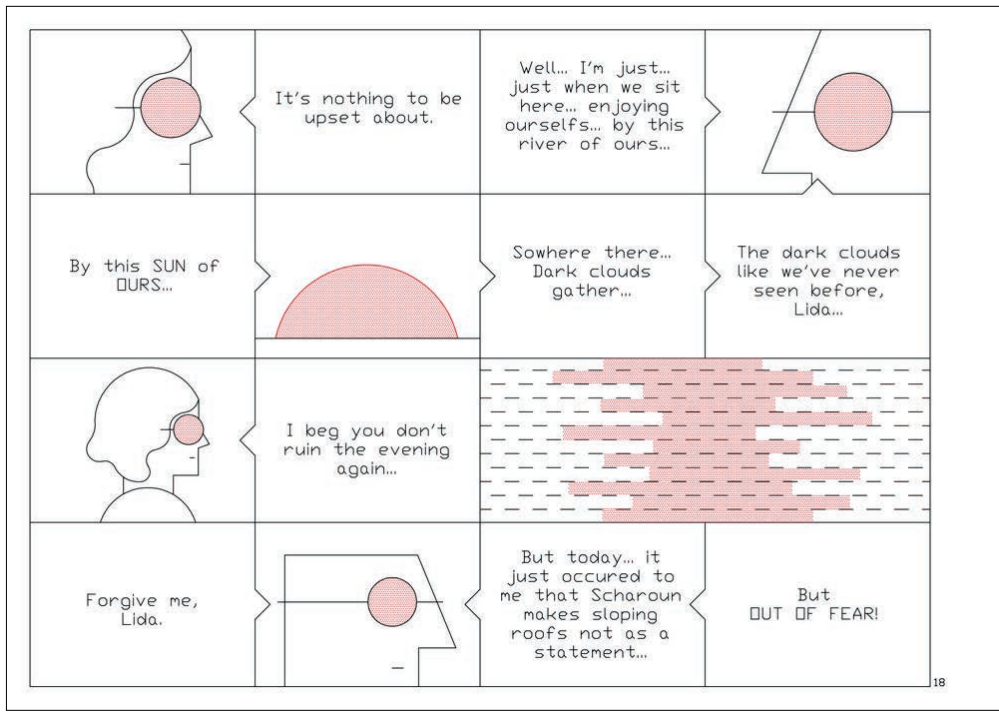 It's nothing to be
upset about.
Well... I'm just...
just when we sit
here... enjoying
ourselfs... by this
river of ours...
By this SUN of
OURS...
Sowhere there...
Dark clouds
gather...
The dark clouds
like we've never
seen before,
Lida...
I beg you don't
ruin the evening
again...
Forgive me,
Lida.
But today... it
just occured to
me that Scharoun
makes sloping
roofs not as a
statement...
But
OUT OF FEAR!
18